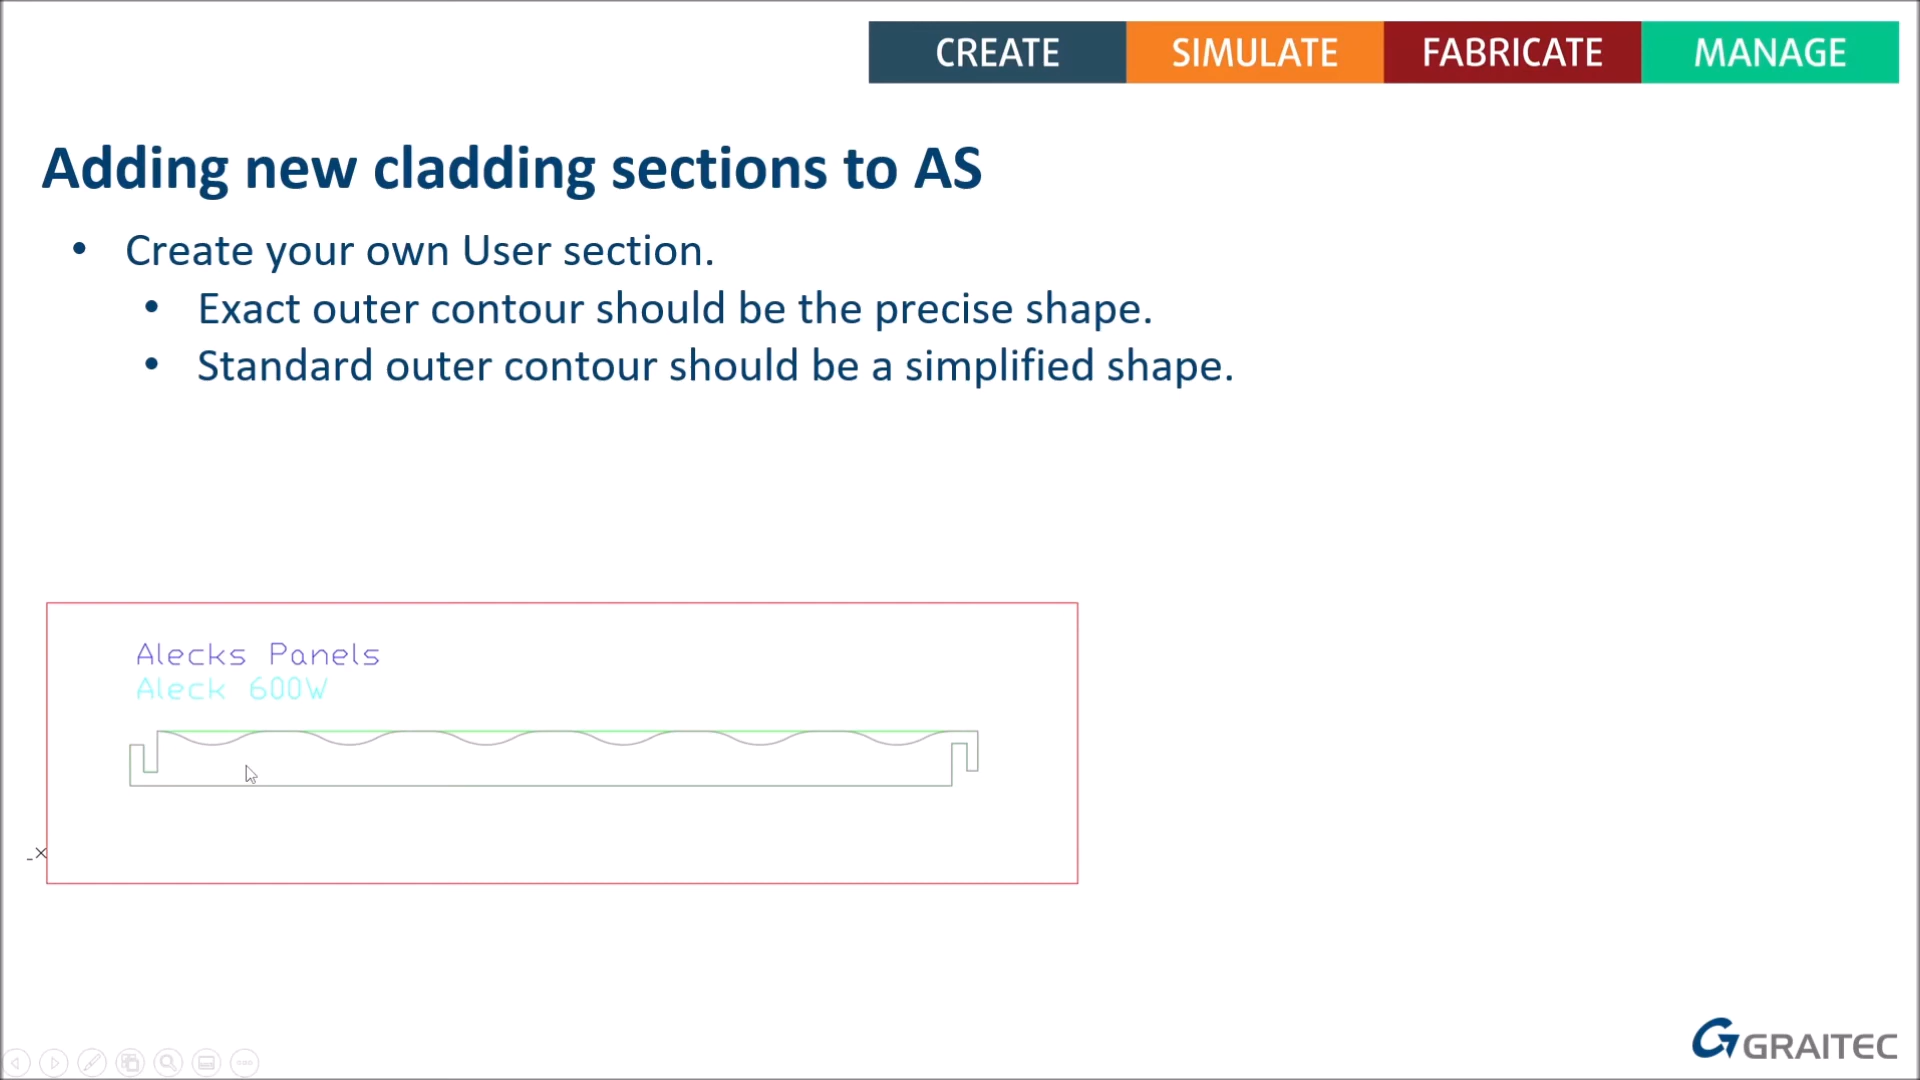 CREATE SIMULATE FABRICATE MANAGE
Adding new cladding sections to AS
• Create your own User section.
• Exact outer contour should be the precise shape.
• Standard outer contour should be a simplified shape.
Alecks Panels
Aleck 600W
GRAITEC